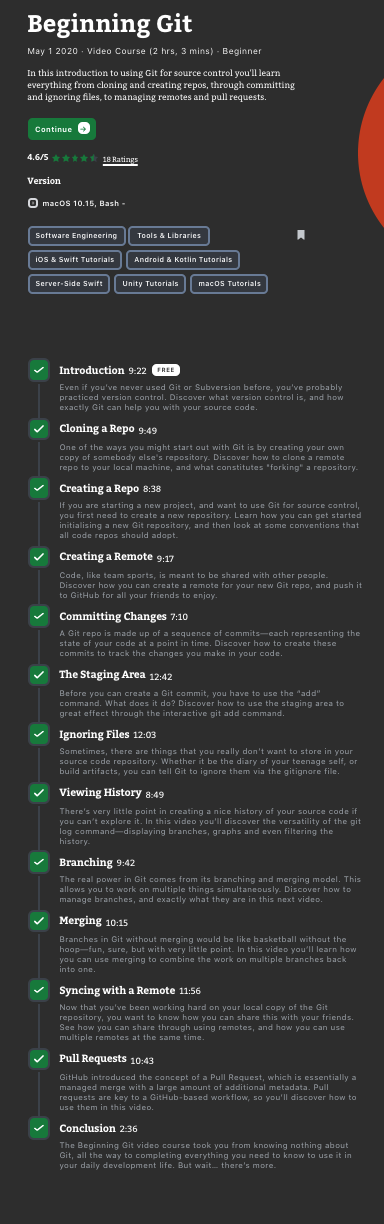 Beginning Git
May 1 2020 · Video Course (2 hrs, 3 mins) · Beginner
In this introduction to using Git for source control you'll learn
everything from cloning and creating repos, through committing
and ignoring files, to managing remotes and pull requests.
Continue
4.6/5 18 Ratings
Version
macOS 10.15, Bash -
Software Engineering Tools & Libraries
iOS & Swift Tutorials Android & Kotlin Tutorials
Server-Side Swift Unity Tutorials macOS Tutorials
Introduction 9:22 FREE
Even if you've never used Git or Subversion before, you've probably
practiced version control. Discover what version control is, and how
exactly Git can help you with your source code.
Cloning a Repo 9:49
One of the ways you might start out with Git is by creating your own
copy of somebody else's repository. Discover how to clone a remote
repo to your local machine, and what constitutes "forking" a repository.
Creating a Repo 8:38
If you are starting a new project, and want to use Git for source control,
you first need to create a new repository. Learn how you can get started
initialising a new Git repository, and then look at some conventions that
all code repos should adopt.
Creating a Remote 9:17
Code, like team sports, is meant to be shared with other people.
Discover how you can create a remote for your new Git repo, and push it
to GitHub for all your friends to enjoy.
Committing Changes 7:10
A Git repo is made up of a sequence of commits—each representing the
state of your code at a point in time. Discover how to create these
commits to track the changes you make in your code.
The Staging Area 12:42
Before you can create a Git commit, you have to use the "add"
command. What does it do? Discover how to use the staging area to
great effect through the interactive git add command.
Ignoring Files 12:03
Sometimes, there are things that you really don't want to store in your
source code repository. Whether it be the diary of your teenage self, or
build artifacts, you can tell Git to ignore them via the gitignore file.
Viewing History 8:49
There's very little point in creating a nice history of your source code if
you can't explore it. In this video you'll discover the versatility of the git
log command—displaying branches, graphs and even filtering the
history.
Branching 9:42
The real power in Git comes from its branching and merging model. This
allows you to work on multiple things simultaneously. Discover how to
manage branches, and exactly what they are in this next video.
Merging 10:15
Branches in Git without merging would be like basketball without the
hoop—fun, sure, but with very little point. In this video you'll learn how
you can use merging to combine the work on multiple branches back
into one.
Syncing with a Remote 11:56
Now that you've been working hard on your local copy of the Git
repository, you want to know how you can share this with your friends.
See how you can share through using remotes, and how you can use
multiple remotes at the same time.
Pull Requests 10:43
GitHub introduced the concept of a Pull Request, which is essentially a
managed merge with a large amount of additional metadata. Pull
requests are key to a GitHub-based workflow, so you'll discover how to
use them in this video.
Conclusion 2:36
The Beginning Git video course took you from knowing nothing about
Git, all the way to completing everything you need to know to use it in
your daily development life. But wait... there's more.